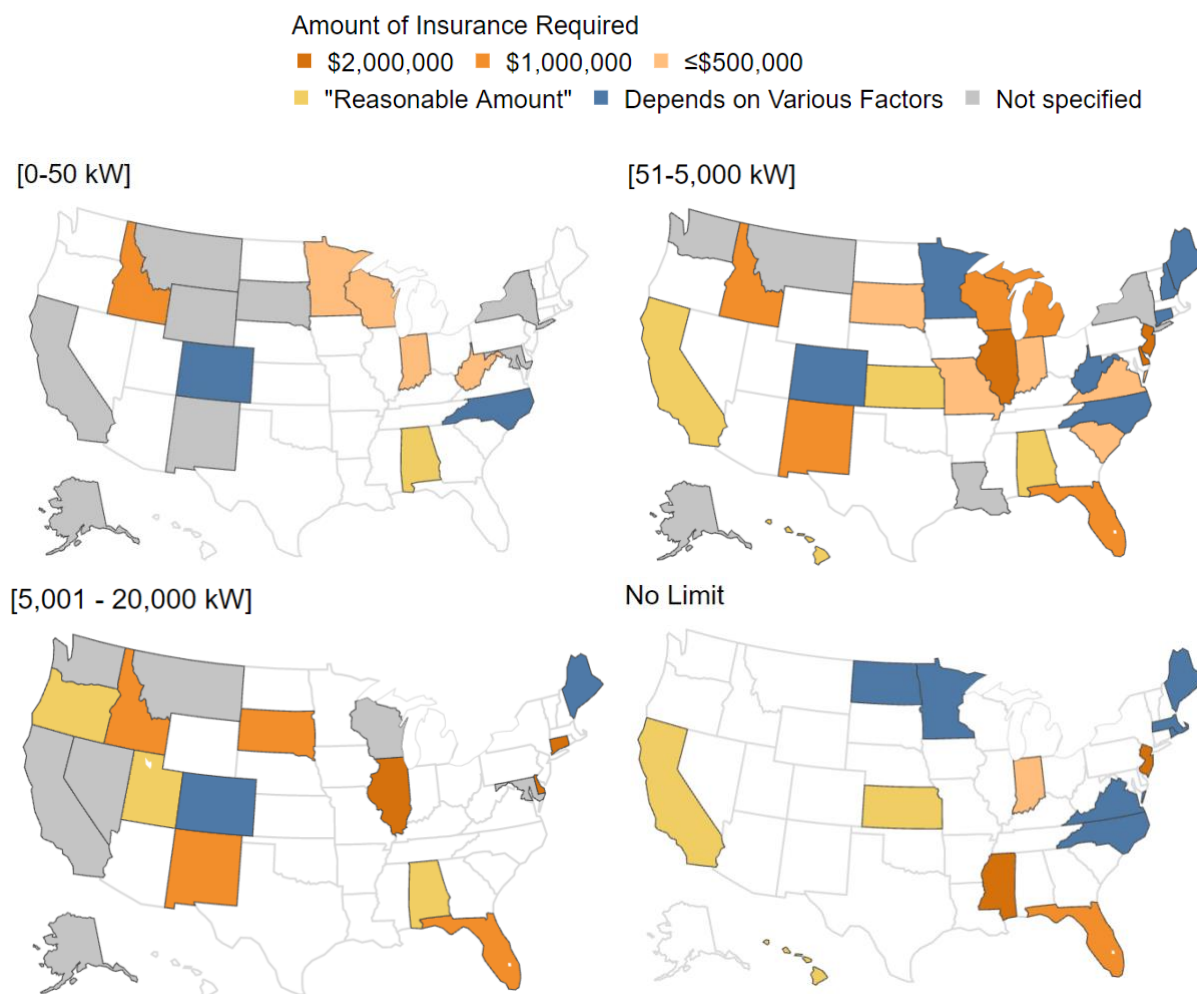 Amount of Insurance Required
$2,000,000 $1,000,000 ≤$500,000
"Reasonable Amount" Depends on Various Factors Not specified
[0-50 kW]
[51-5,000 kW]
[5,001 - 20,000 kW]
No Limit